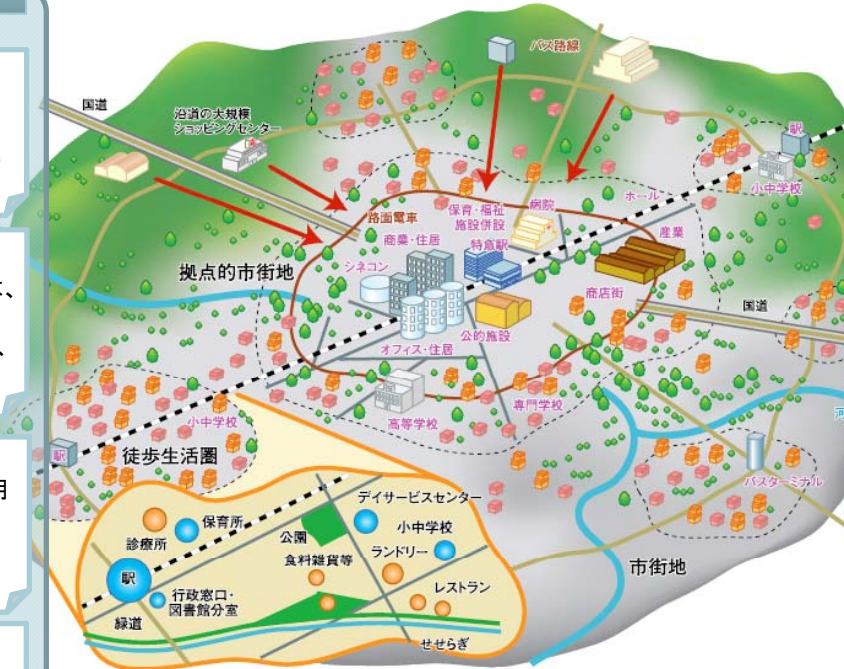 国道
沿道の大規模
ショッピングセンター
バス路線
駅
小中学校
ホール
病院
保育・福祉
施設併設
路面電車
産業
商業・住居
特急駅
シネコン
拠点的市街地
商店街
国道
公的施設
オフィス・住居
専門学校
高等学校
小中学校
河
駅
徒歩生活圏
バスターミナル
市街地
デイサービスセンター
保育所
診療所
公園
小中学校
食料雑貨等
ランドリー
駅
レストラン
行政窓口・
図書館分室
緑道
せせらぎ
、
、